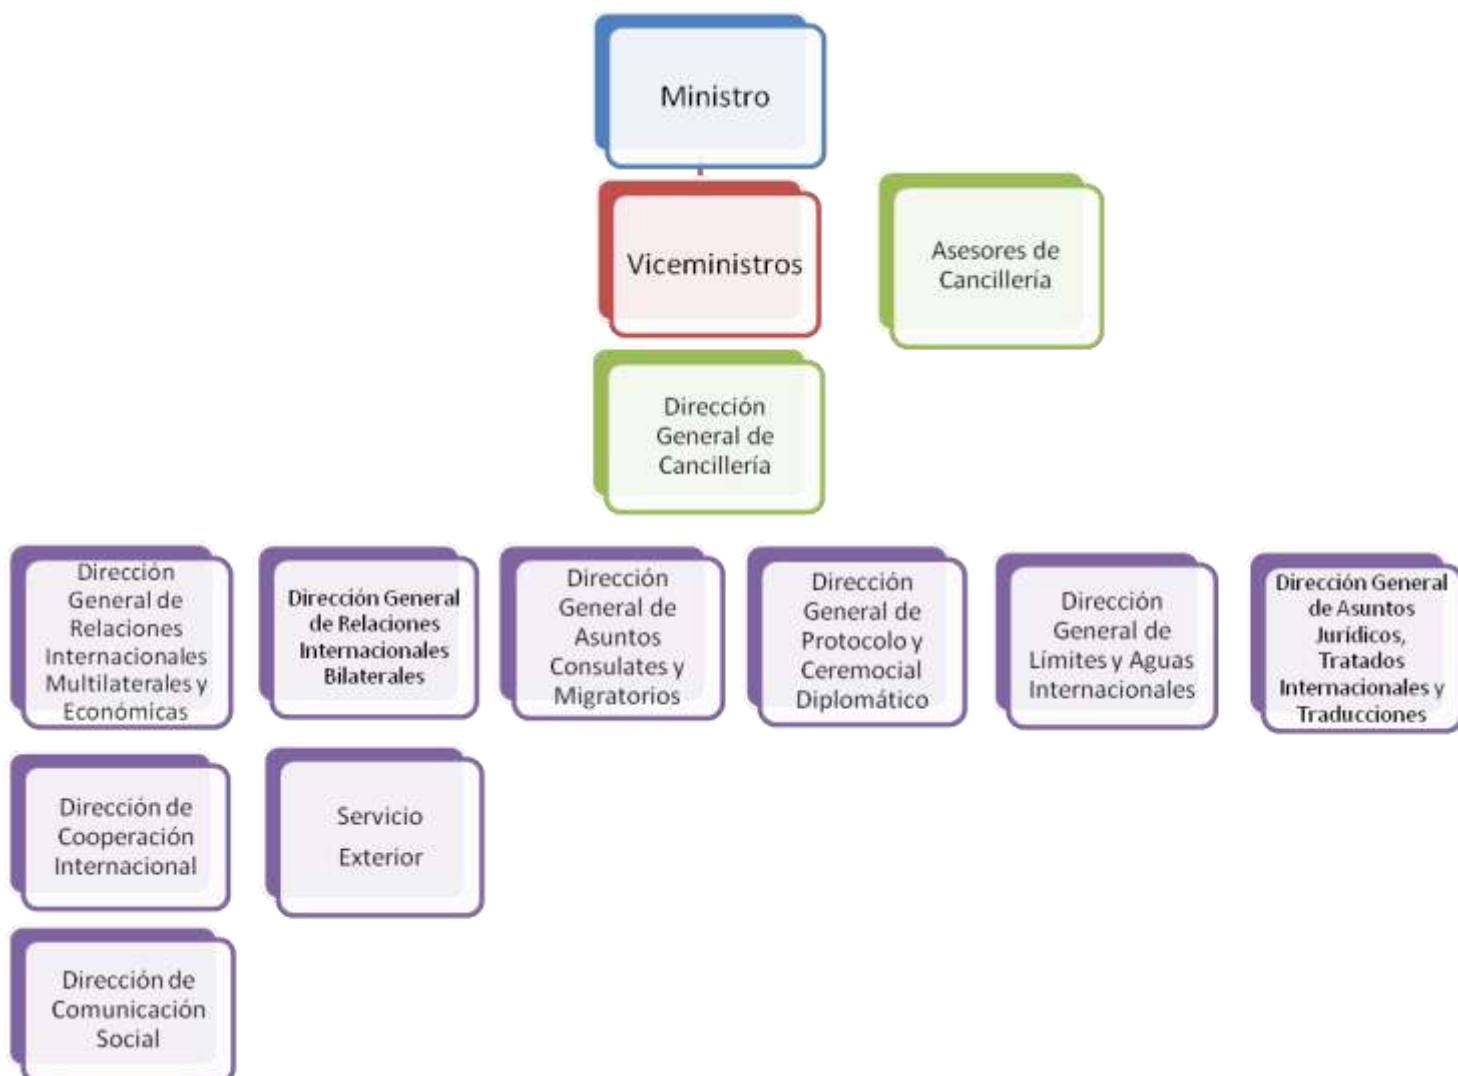 Ministro
Viceministros
Asesores de
Cancillería
Dirección
General de
Cancillería
Dirección
General de
Relaciones
Internacionales
Multilaterales y
Económicas
Dirección General
de Relaciones
Internacionales
Bilaterales
Dirección
General de
Asuntos
Consulates y
Migratorios
Dirección
General de
Protocolo y
Ceremocial
Diplomático
Dirección
General de
Límites y Aguas
Internacionales
Dirección General
de Asuntos
Jurídicos,
Tratados
Internacionales y
Traducciones
Dirección de
Cooperación
Internacional
Servicio
Exterior
Dirección de
Comunicación
Social